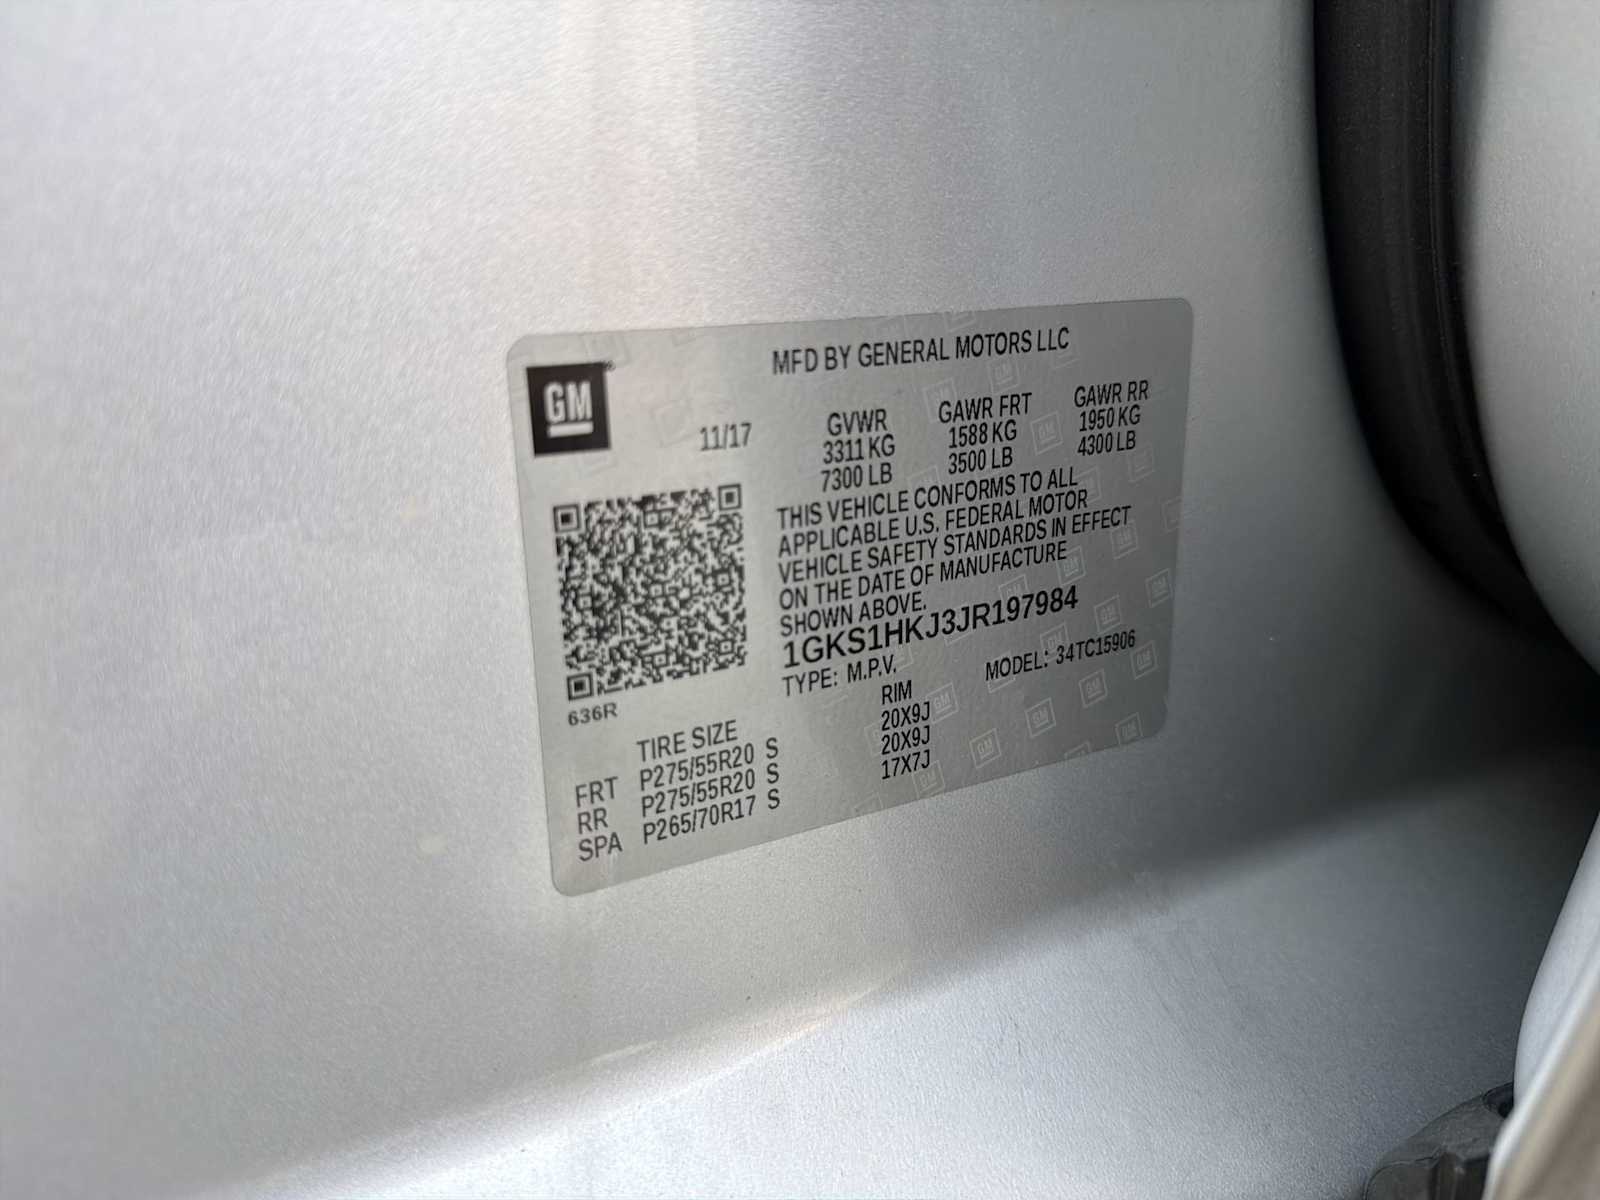 GM
MFD BY GENERAL MOTORS LLC
11/17
GVWR
3311 KG
7300 LB
GAWR FRT
1588 KG
3500 LB
GAWR RR
1950 KG
4300 LB
THIS VEHICLE CONFORMS TO ALL
APPLICABLE U.S. FEDERAL MOTOR
VEHICLE SAFETY STANDARDS IN EFFECT
ON THE DATE OF MANUFACTURE
SHOWN ABOVE.
1GKS1HKJ3JR197984
TYPE: M.P.V. MODEL: 34TC15906
636R
TIRE SIZE RIM
FRT P275/55R20 S 20X9J
RR P275/55R20 S 20X9J
SPA P265/70R17 S 17X7J